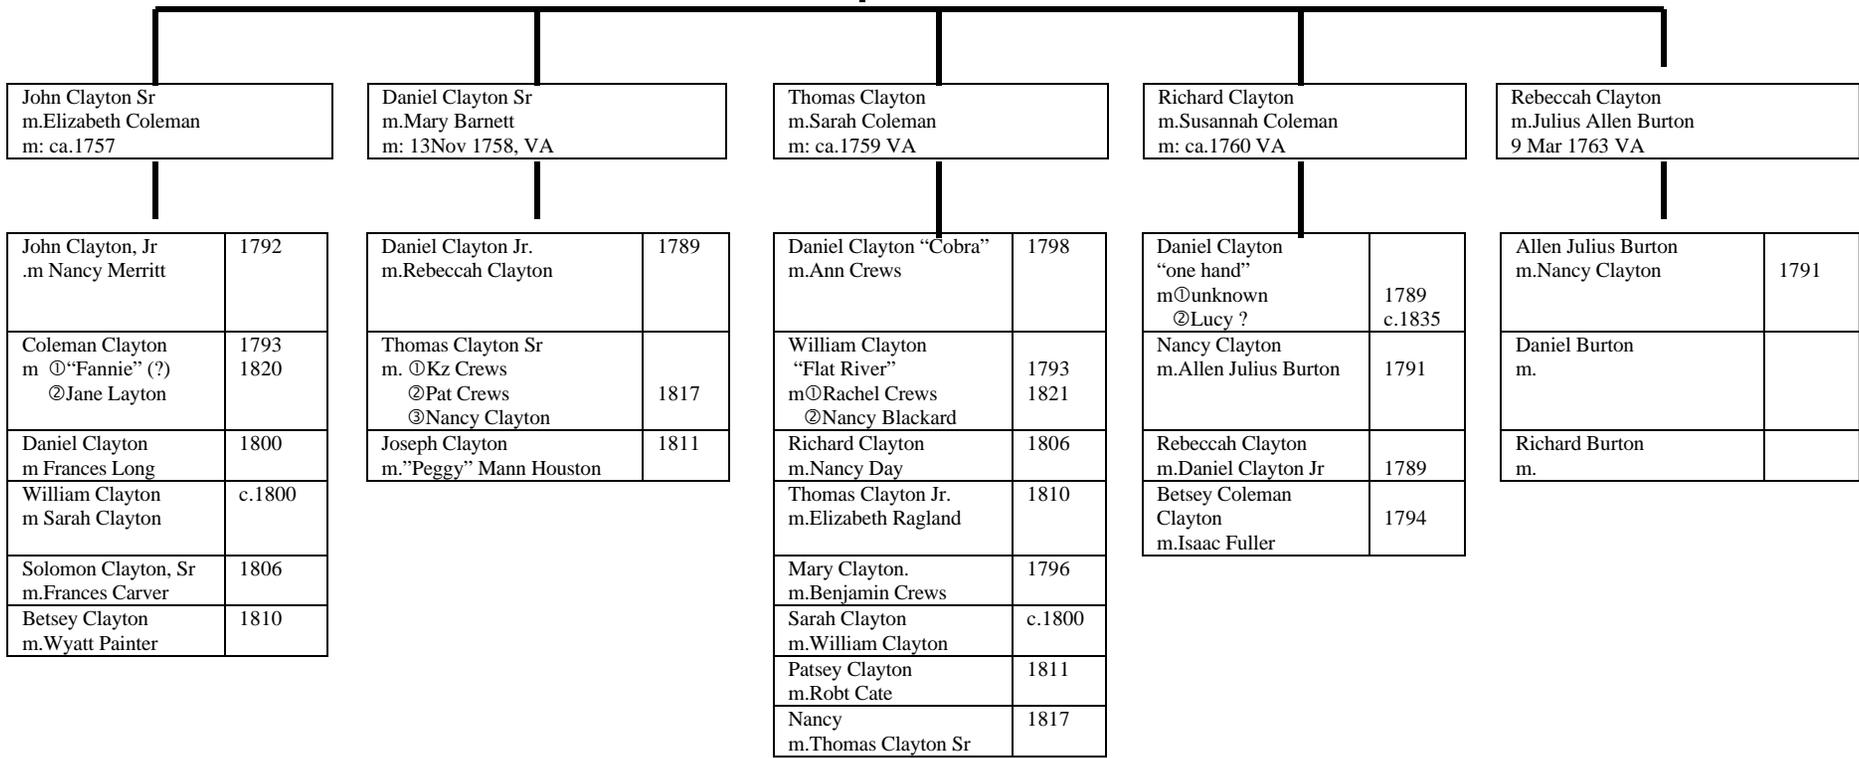 John Clayton Sr
m.Elizabeth Coleman
m: ca.1757
Daniel Clayton Sr
m.Mary Barnett
m: 13Nov 1758, VA
Thomas Clayton
m.Sarah Coleman
m: ca.1759 VA
Richard Clayton
m.Susannah Coleman
m: ca.1760 VA
Rebeccah Clayton
m.Julius Allen Burton
9 Mar 1763 VA
John Clayton, Jr 1792
.m Nancy Merritt
Coleman Clayton 1793
m ①“Fannie” (?) 1820
②Jane Layton
Daniel Clayton 1800
m Frances Long
William Clayton c.1800
m Sarah Clayton
Solomon Clayton, Sr 1806
m.Frances Carver
Betsey Clayton 1810
m.Wyatt Painter
Daniel Clayton Jr. 1789
m.Rebeccah Clayton
Thomas Clayton Sr
m. ①Kz Crews
②Pat Crews 1817
③Nancy Clayton
Joseph Clayton 1811
m.”Peggy” Mann Houston
Daniel Clayton “Cobra” 1798
m.Ann Crews
William Clayton
“Flat River” 1793
m①Rachel Crews 1821
②Nancy Blackard
Richard Clayton 1806
m.Nancy Day
Thomas Clayton Jr. 1810
m.Elizabeth Ragland
Mary Clayton. 1796
m.Benjamin Crews
Sarah Clayton c.1800
m.William Clayton
Patsey Clayton 1811
m.Robt Cate
Nancy 1817
m.Thomas Clayton Sr
Daniel Clayton
“one hand”
m①unknown 1789
②Lucy ? c.1835
Nancy Clayton
m.Allen Julius Burton 1791
Rebeccah Clayton
m.Daniel Clayton Jr 1789
Betsey Coleman
Clayton 1794
m.Isaac Fuller
Allen Julius Burton
m.Nancy Clayton 1791
Daniel Burton
m.
Richard Burton
m.